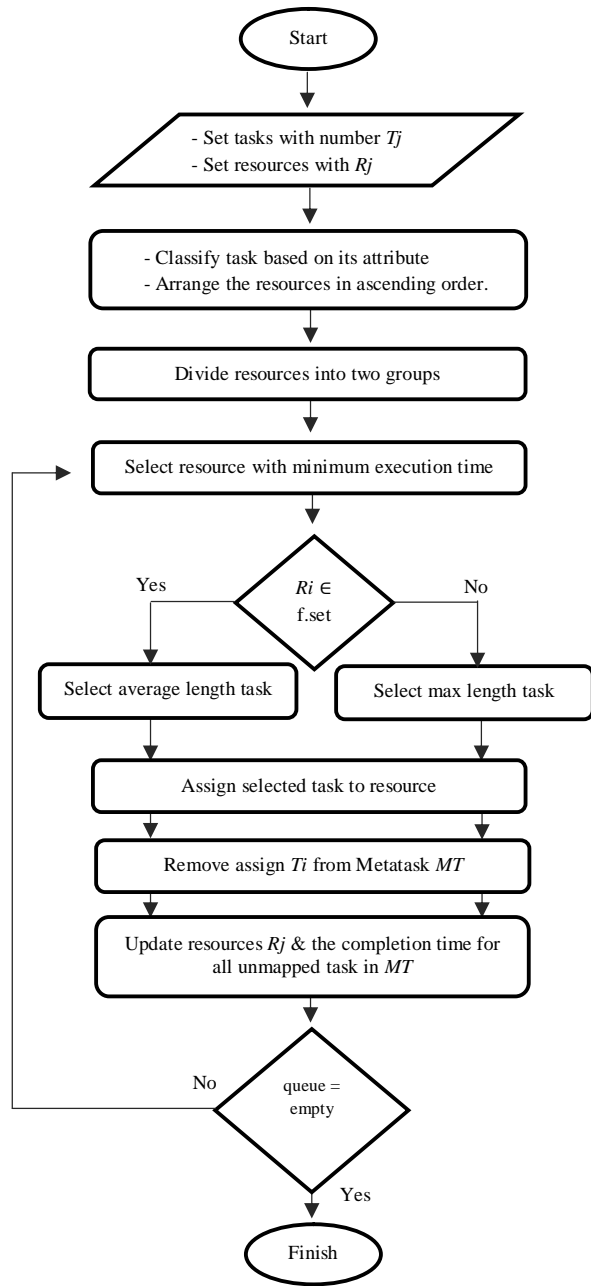 Start
- Set tasks with number Tj
- Set resources with Rj
- Classify task based on its attribute
- Arrange the resources in ascending order.
Divide resources into two groups
Select resource with minimum execution time
Yes
Ri ∈
f.set
No
Select average length task
Select max length task
Assign selected task to resource
Remove assign Ti from Metatask MT
Update resources Rj & the completion time for
all unmapped task in MT
No
queue =
empty
Yes
Finish